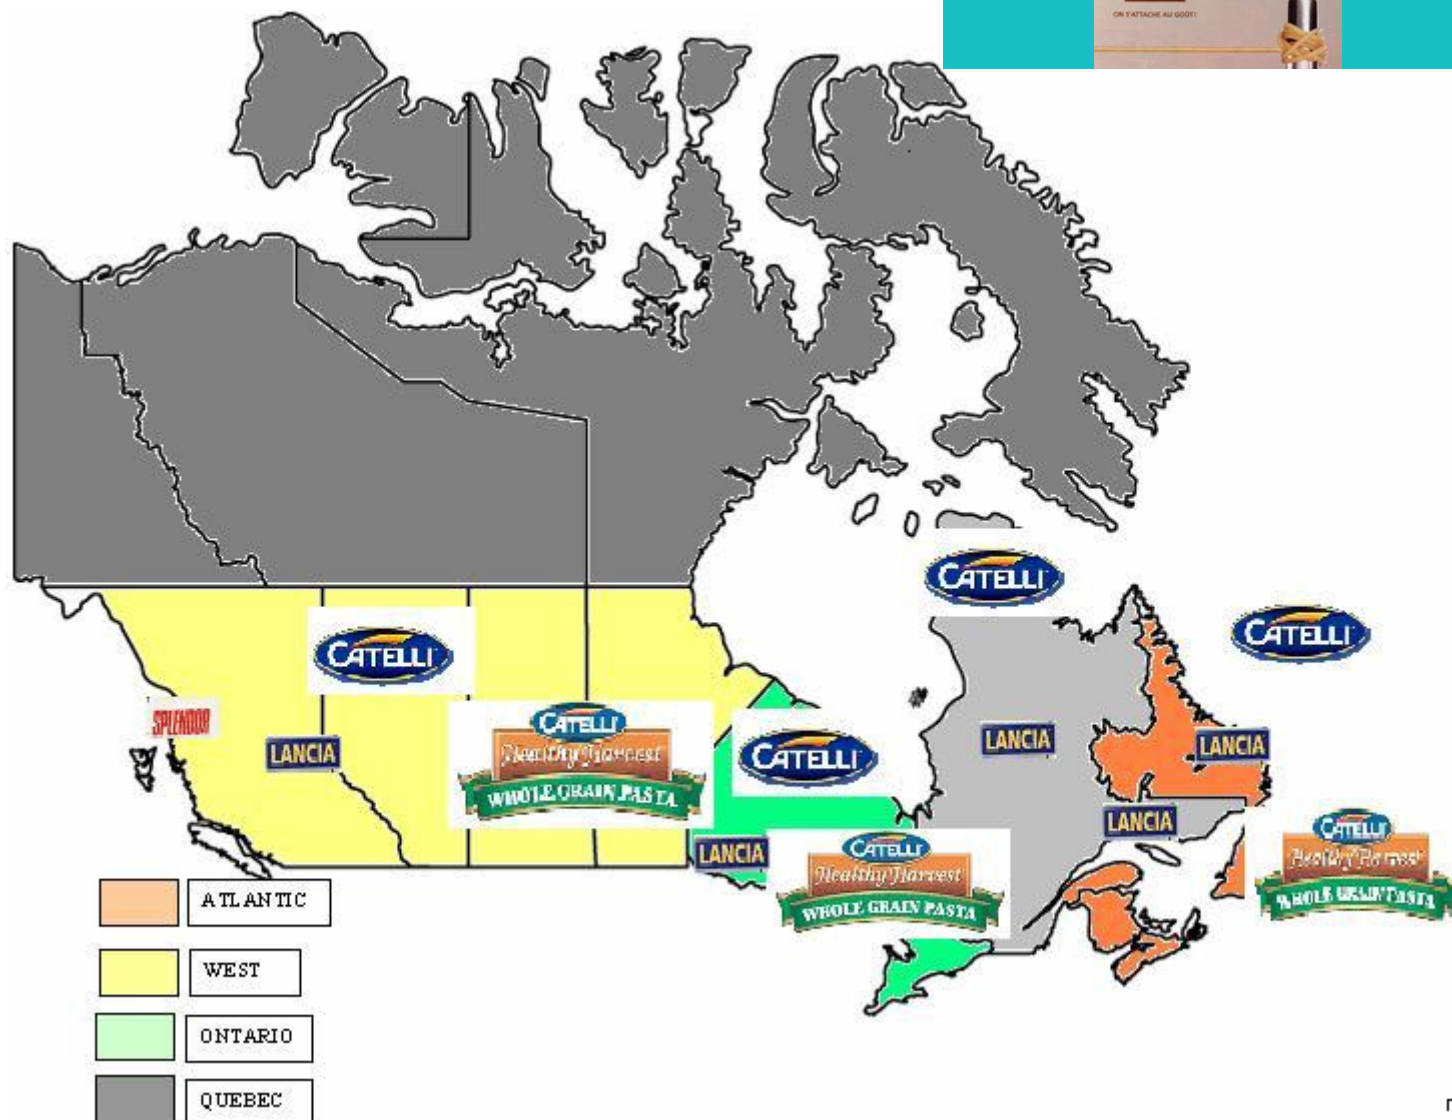 ON S'ATTACHE AU GOÛT!
CATELLI
CATELLI
CATELLI
SPLENDOR
LANCIA
CATELLI
Healthy Harvest
WHOLE GRAIN PASTA
CATELLI
LANCIA
LANCIA
LANCIA
LANCIA
CATELLI
Healthy Harvest
WHOLE GRAIN PASTA
CATELLI
Healthy Harvest
WHOLE GRAIN PASTA
ATLANTIC
WEST
ONTARIO
QUEBEC